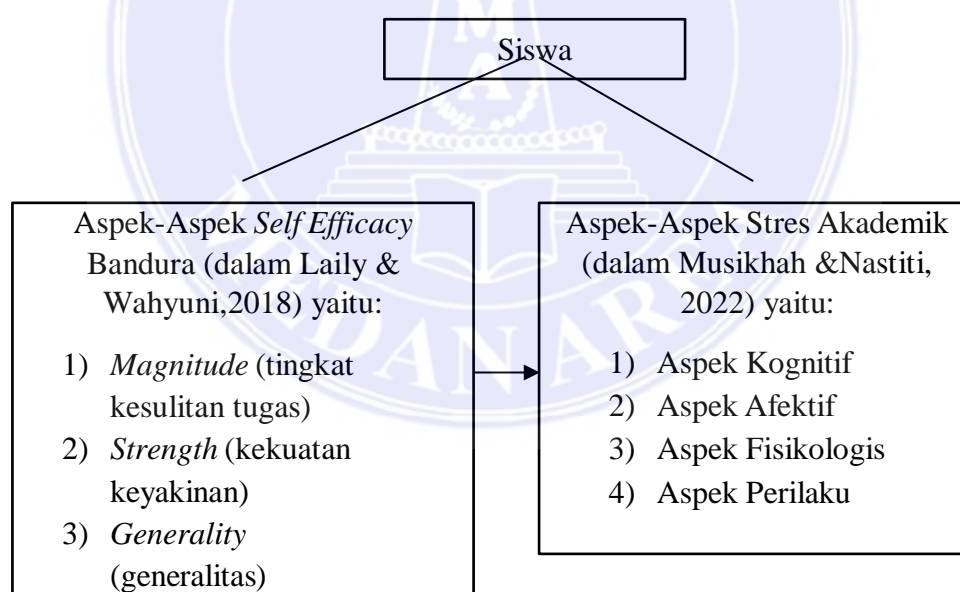 Siswa
Aspek-Aspek Self Efficacy
Bandura (dalam Laily &
Wahyuni,2018) yaitu:
1) Magnitude (tingkat
kesulitan tugas)
2) Strength (kekuatan
keyakinan)
3) Generality
(generalitas)
Aspek-Aspek Stres Akademik
(dalam Musikhah &Nastiti,
2022) yaitu:
1) Aspek Kognitif
2) Aspek Afektif
3) Aspek Fisikologis
4) Aspek Perilaku
MEDAN AREA